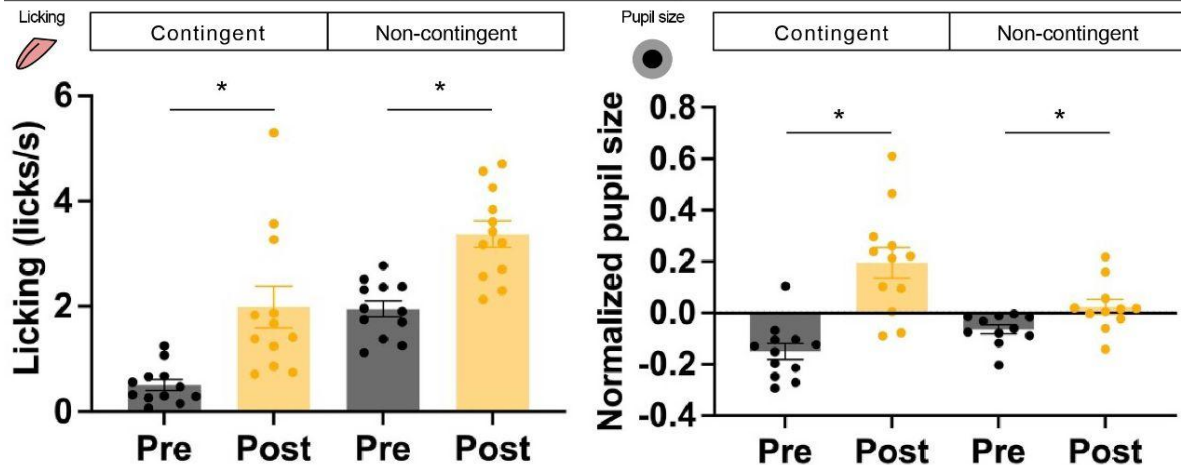 Licking
Contingent
Non-contingent
*
*
Licking (licks/s)
6
4
2
0
Pre
Post
Pre
Post
Pupil size
Contingent
Non-contingent
*
*
Normalized pupil size
0.8
0.6
0.4
0.2
0.0
-0.2
-0.4
Pre
Post
Pre
Post